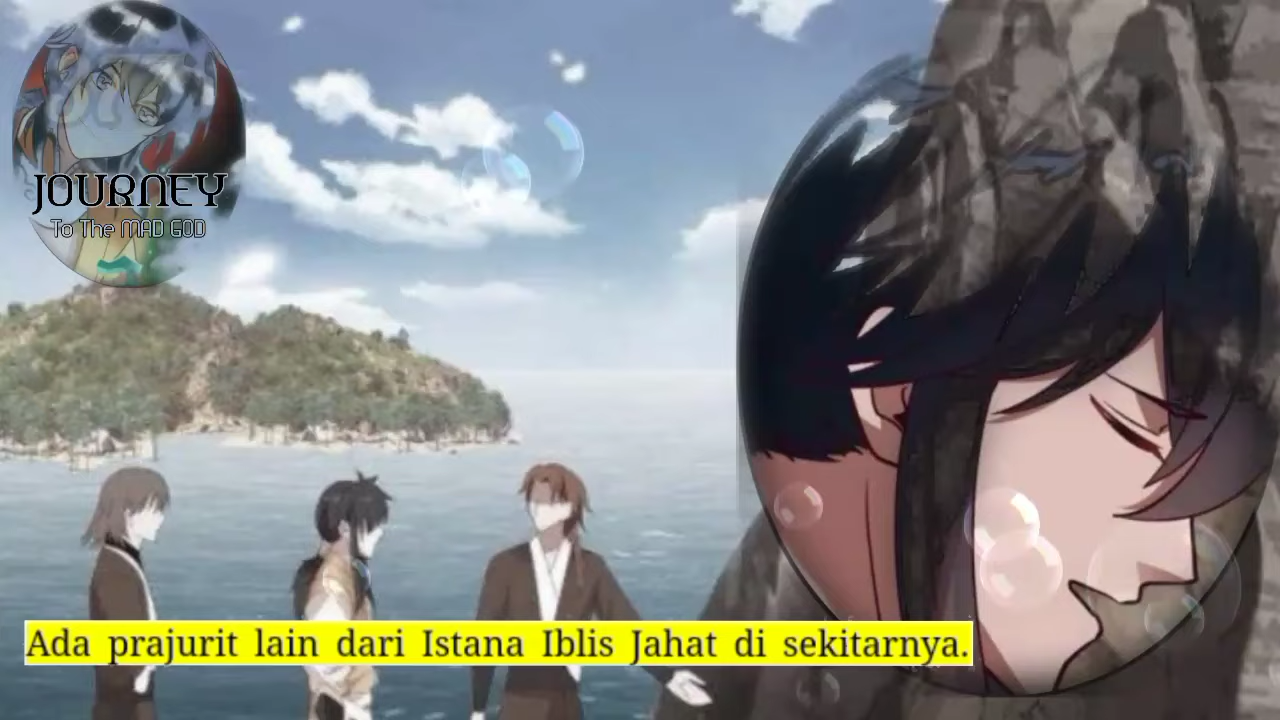 JOURNEY
To The MAD GOD
Ada prajurit lain dari Istana Iblis Jahat di sekitarnya.